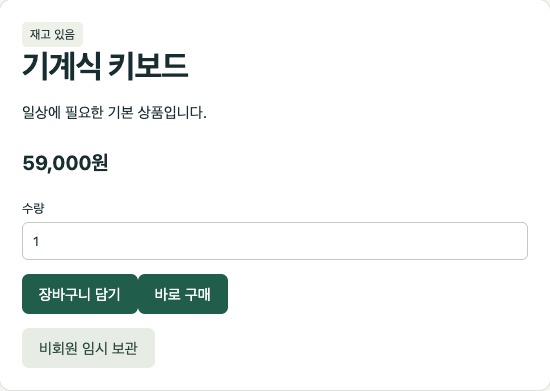 재고 있음
기계식 키보드
일상에 필요한 기본 상품입니다.
59,000원
수량
1
장바구니 담기 바로 구매
비회원 임시 보관